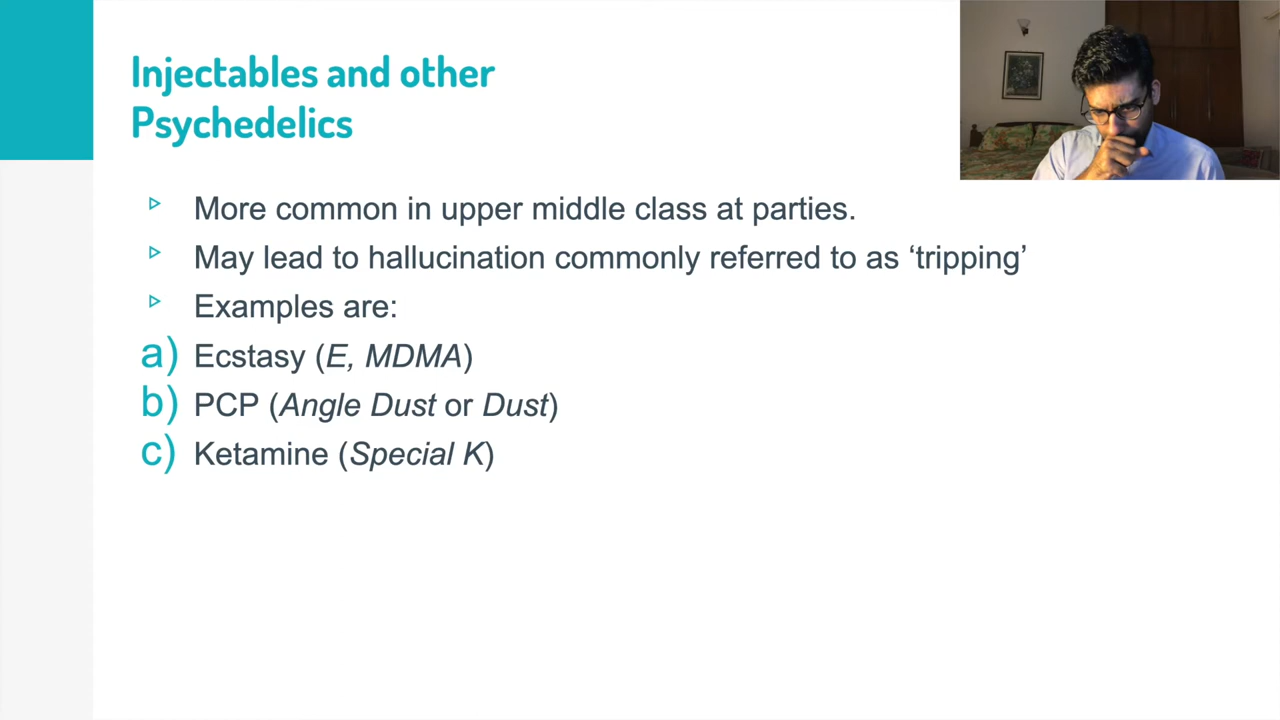 Injectables and other
Psychedelics
More common in upper middle class at parties.
May lead to hallucination commonly referred to as ‘tripping’
Examples are:
a) Ecstasy (E, MDMA)
b) PCP (Angle Dust or Dust)
c) Ketamine (Special K)